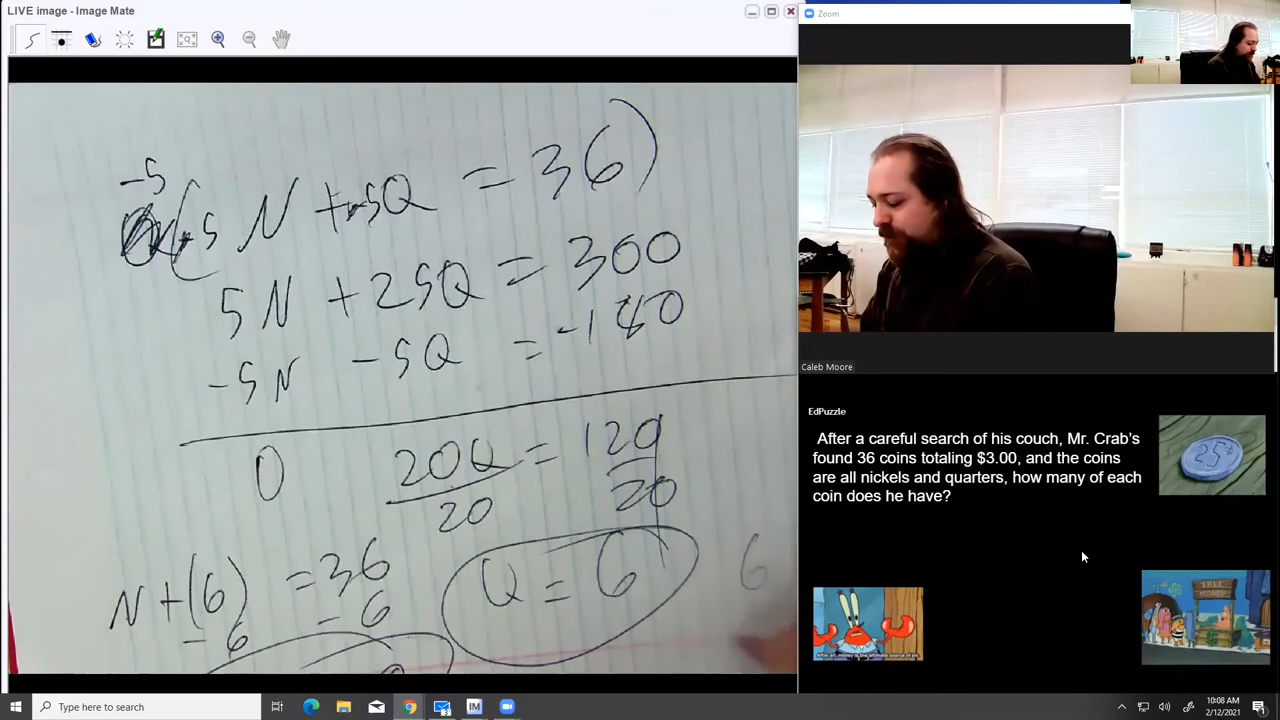 LIVE image - Image Mate
Zoom
-5
(-5 N + -5Q = 36)
5N + 25Q = 300
-5N -5Q = -180
0 20Q = 120
20 20
N + (6) = 36
- 6 - 6
Q = 6
6
Caleb Moore
EdPuzzle
After a careful search of his couch, Mr. Crab's
found 36 coins totaling $3.00, and the coins
are all nickels and quarters, how many of each
coin does he have?
25¢
Type here to search
IM
10:08 AM
2/12/2021